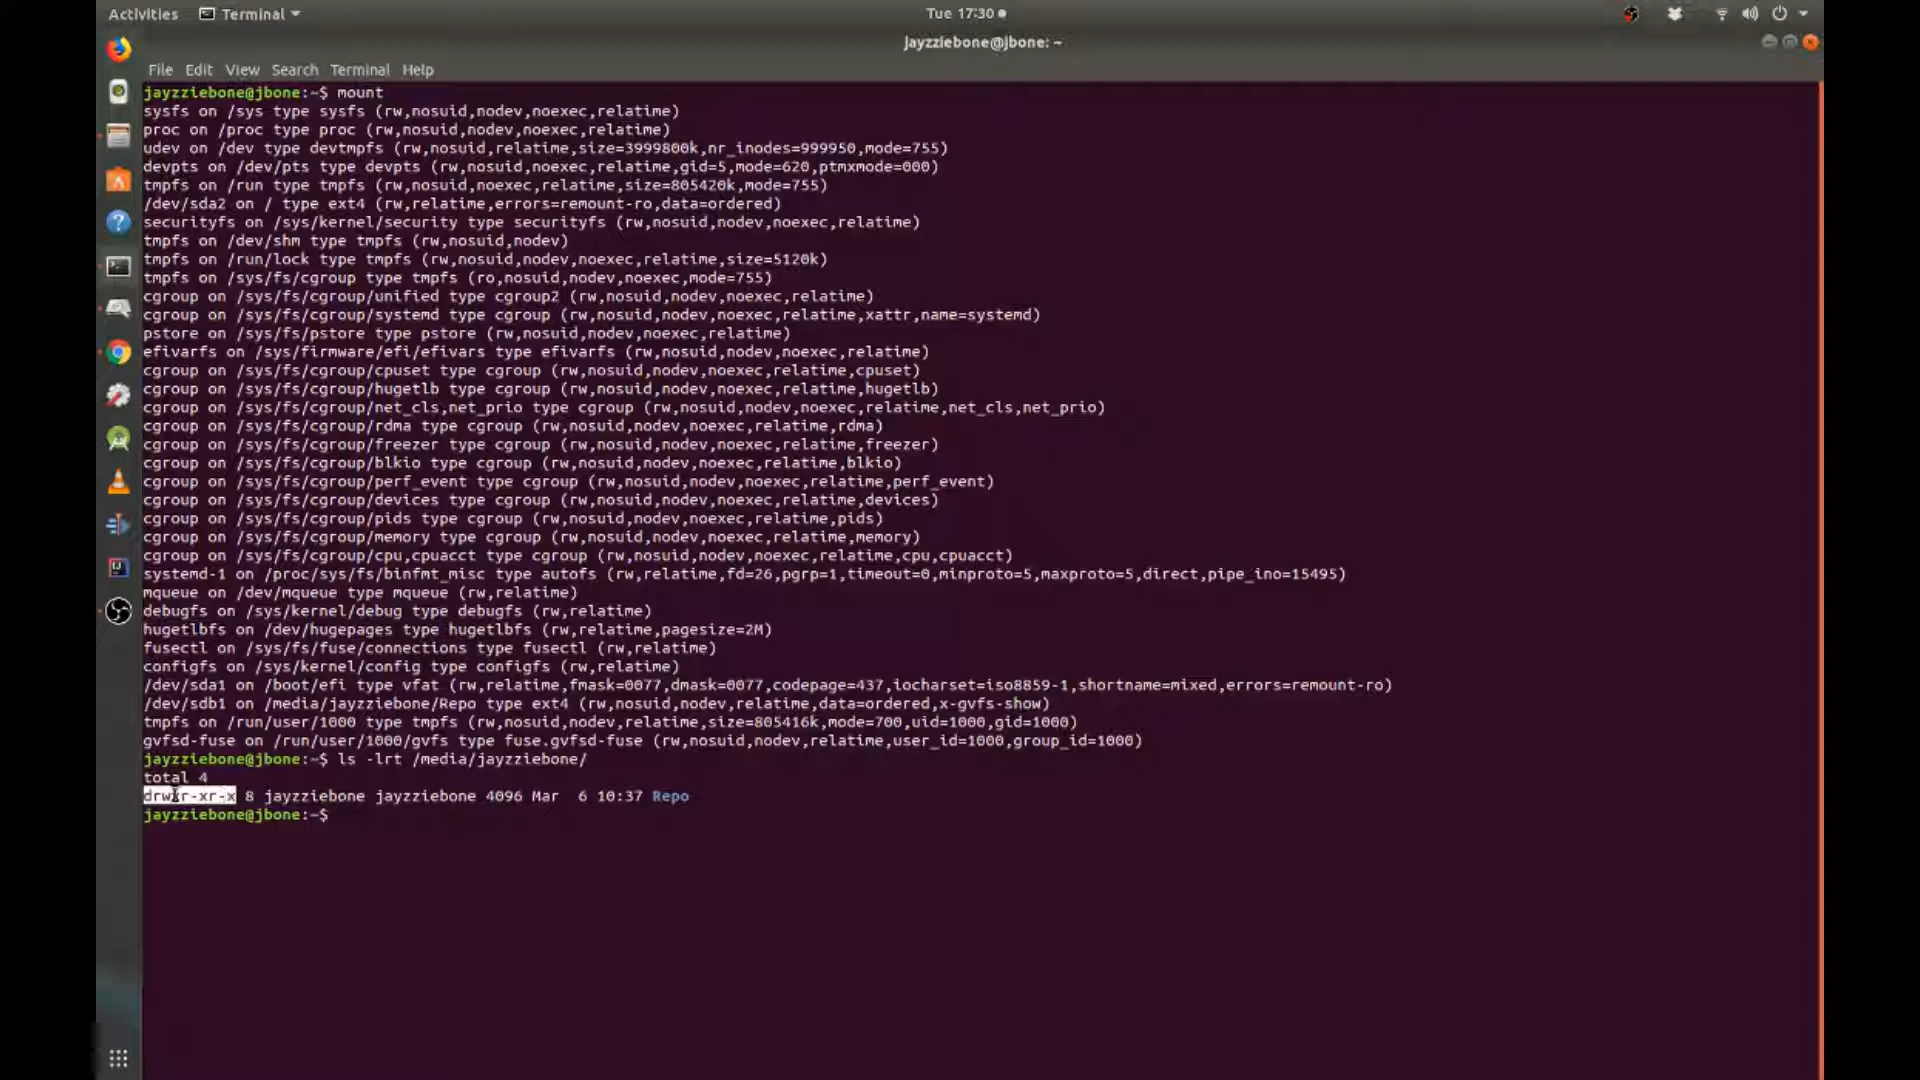 Activities
Terminal
Tue 17:30
jayzziebone@jbone: ~
File Edit View Search Terminal Help
jayzziebone@jbone:~$ mount
sysfs on /sys type sysfs (rw,nosuid,nodev,noexec,relatime)
proc on /proc type proc (rw,nosuid,nodev,noexec,relatime)
udev on /dev type devtmpfs (rw,nosuid,relatime,size=3999800k,nr_inodes=999950,mode=755)
devpts on /dev/pts type devpts (rw,nosuid,noexec,relatime,gid=5,mode=620,ptmxmode=000)
tmpfs on /run type tmpfs (rw,nosuid,noexec,relatime,size=805420k,mode=755)
/dev/sda2 on / type ext4 (rw,relatime,errors=remount-ro,data=ordered)
securityfs on /sys/kernel/security type securityfs (rw,nosuid,nodev,noexec,relatime)
tmpfs on /dev/shm type tmpfs (rw,nosuid,nodev)
tmpfs on /run/lock type tmpfs (rw,nosuid,nodev,noexec,relatime,size=5120k)
tmpfs on /sys/fs/cgroup type tmpfs (ro,nosuid,nodev,noexec,mode=755)
cgroup on /sys/fs/cgroup/unified type cgroup2 (rw,nosuid,nodev,noexec,relatime)
cgroup on /sys/fs/cgroup/systemd type cgroup (rw,nosuid,nodev,noexec,relatime,xattr,name=systemd)
pstore on /sys/fs/pstore type pstore (rw,nosuid,nodev,noexec,relatime)
efivarfs on /sys/firmware/efi/efivars type efivarfs (rw,nosuid,nodev,noexec,relatime)
cgroup on /sys/fs/cgroup/cpuset type cgroup (rw,nosuid,nodev,noexec,relatime,cpuset)
cgroup on /sys/fs/cgroup/hugetlb type cgroup (rw,nosuid,nodev,noexec,relatime,hugetlb)
cgroup on /sys/fs/cgroup/net_cls,net_prio type cgroup (rw,nosuid,nodev,noexec,relatime,net_cls,net_prio)
cgroup on /sys/fs/cgroup/rdma type cgroup (rw,nosuid,nodev,noexec,relatime,rdma)
cgroup on /sys/fs/cgroup/freezer type cgroup (rw,nosuid,nodev,noexec,relatime,freezer)
cgroup on /sys/fs/cgroup/blkio type cgroup (rw,nosuid,nodev,noexec,relatime,blkio)
cgroup on /sys/fs/cgroup/perf_event type cgroup (rw,nosuid,nodev,noexec,relatime,perf_event)
cgroup on /sys/fs/cgroup/devices type cgroup (rw,nosuid,nodev,noexec,relatime,devices)
cgroup on /sys/fs/cgroup/pids type cgroup (rw,nosuid,nodev,noexec,relatime,pids)
cgroup on /sys/fs/cgroup/memory type cgroup (rw,nosuid,nodev,noexec,relatime,memory)
cgroup on /sys/fs/cgroup/cpu,cpuacct type cgroup (rw,nosuid,nodev,noexec,relatime,cpu,cpuacct)
systemd-1 on /proc/sys/fs/binfmt_misc type autofs (rw,relatime,fd=26,pgrp=1,timeout=0,minproto=5,maxproto=5,direct,pipe_ino=15495)
mqueue on /dev/mqueue type mqueue (rw,relatime)
debugfs on /sys/kernel/debug type debugfs (rw,relatime)
hugetlbfs on /dev/hugepages type hugetlbfs (rw,relatime,pagesize=2M)
fusectl on /sys/fs/fuse/connections type fusectl (rw,relatime)
configfs on /sys/kernel/config type configfs (rw,relatime)
/dev/sda1 on /boot/efi type vfat (rw,relatime,fmask=0077,dmask=0077,codepage=437,iocharset=iso8859-1,shortname=mixed,errors=remount-ro)
/dev/sdb1 on /media/jayzziebone/Repo type ext4 (rw,nosuid,nodev,relatime,data=ordered,x-gvfs-show)
tmpfs on /run/user/1000 type tmpfs (rw,nosuid,nodev,relatime,size=805416k,mode=700,uid=1000,gid=1000)
gvfsd-fuse on /run/user/1000/gvfs type fuse.gvfsd-fuse (rw,nosuid,nodev,relatime,user_id=1000,group_id=1000)
jayzziebone@jbone:~$ ls -lrt /media/jayzziebone/
total 4
drwxr-xr-x 8 jayzziebone jayzziebone 4096 Mar  6 10:37 Repo
jayzziebone@jbone:~$